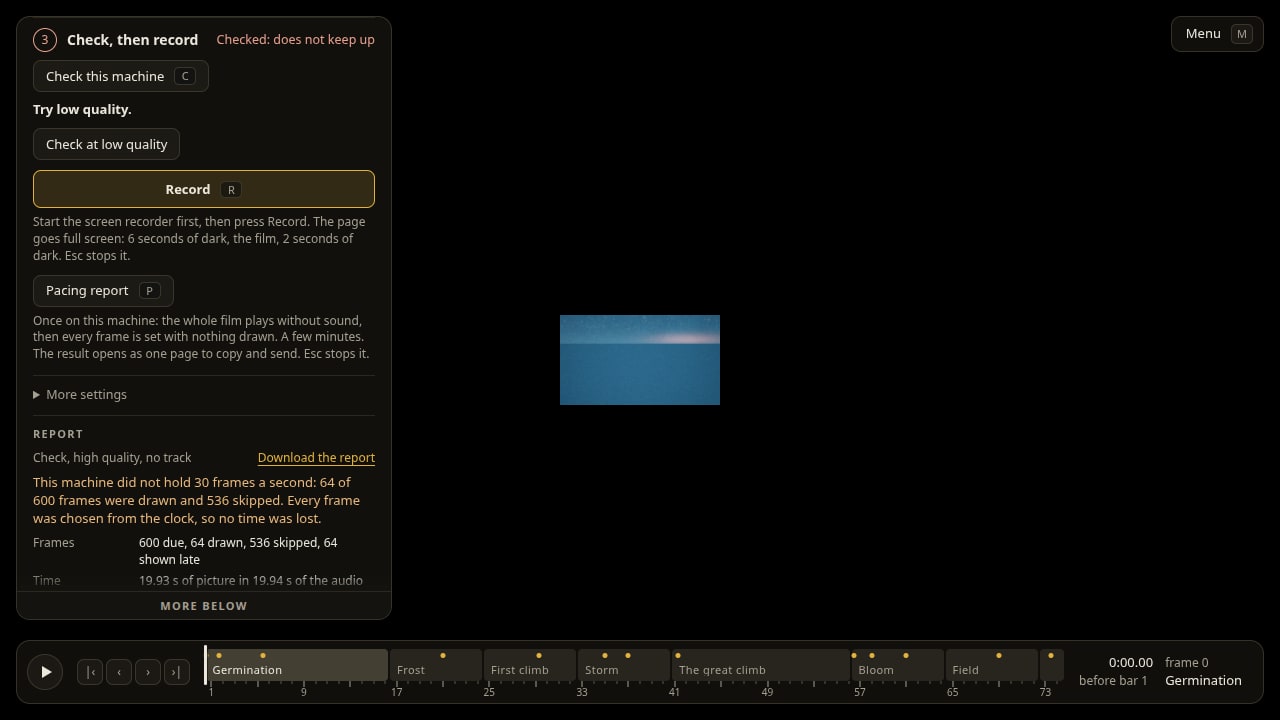 3 Check, then record Checked: does not keep up
Check this machine C
Try low quality.
Check at low quality
Record R
Start the screen recorder first, then press Record. The page
goes full screen: 6 seconds of dark, the film, 2 seconds of
dark. Esc stops it.
Pacing report P
Once on this machine: the whole film plays without sound,
then every frame is set with nothing drawn. A few minutes.
The result opens as one page to copy and send. Esc stops it.
More settings
REPORT
Check, high quality, no track Download the report
This machine did not hold 30 frames a second: 64 of
600 frames were drawn and 536 skipped. Every frame
was chosen from the clock, so no time was lost.
Frames 600 due, 64 drawn, 536 skipped, 64
shown late
Time 19.93 s of picture in 19.94 s of the audio
MORE BELOW
Menu M
Germination Frost First climb Storm The great climb Bloom Field
1 9 17 25 33 41 49 57 65 73
0:00.00 frame 0
before bar 1 Germination